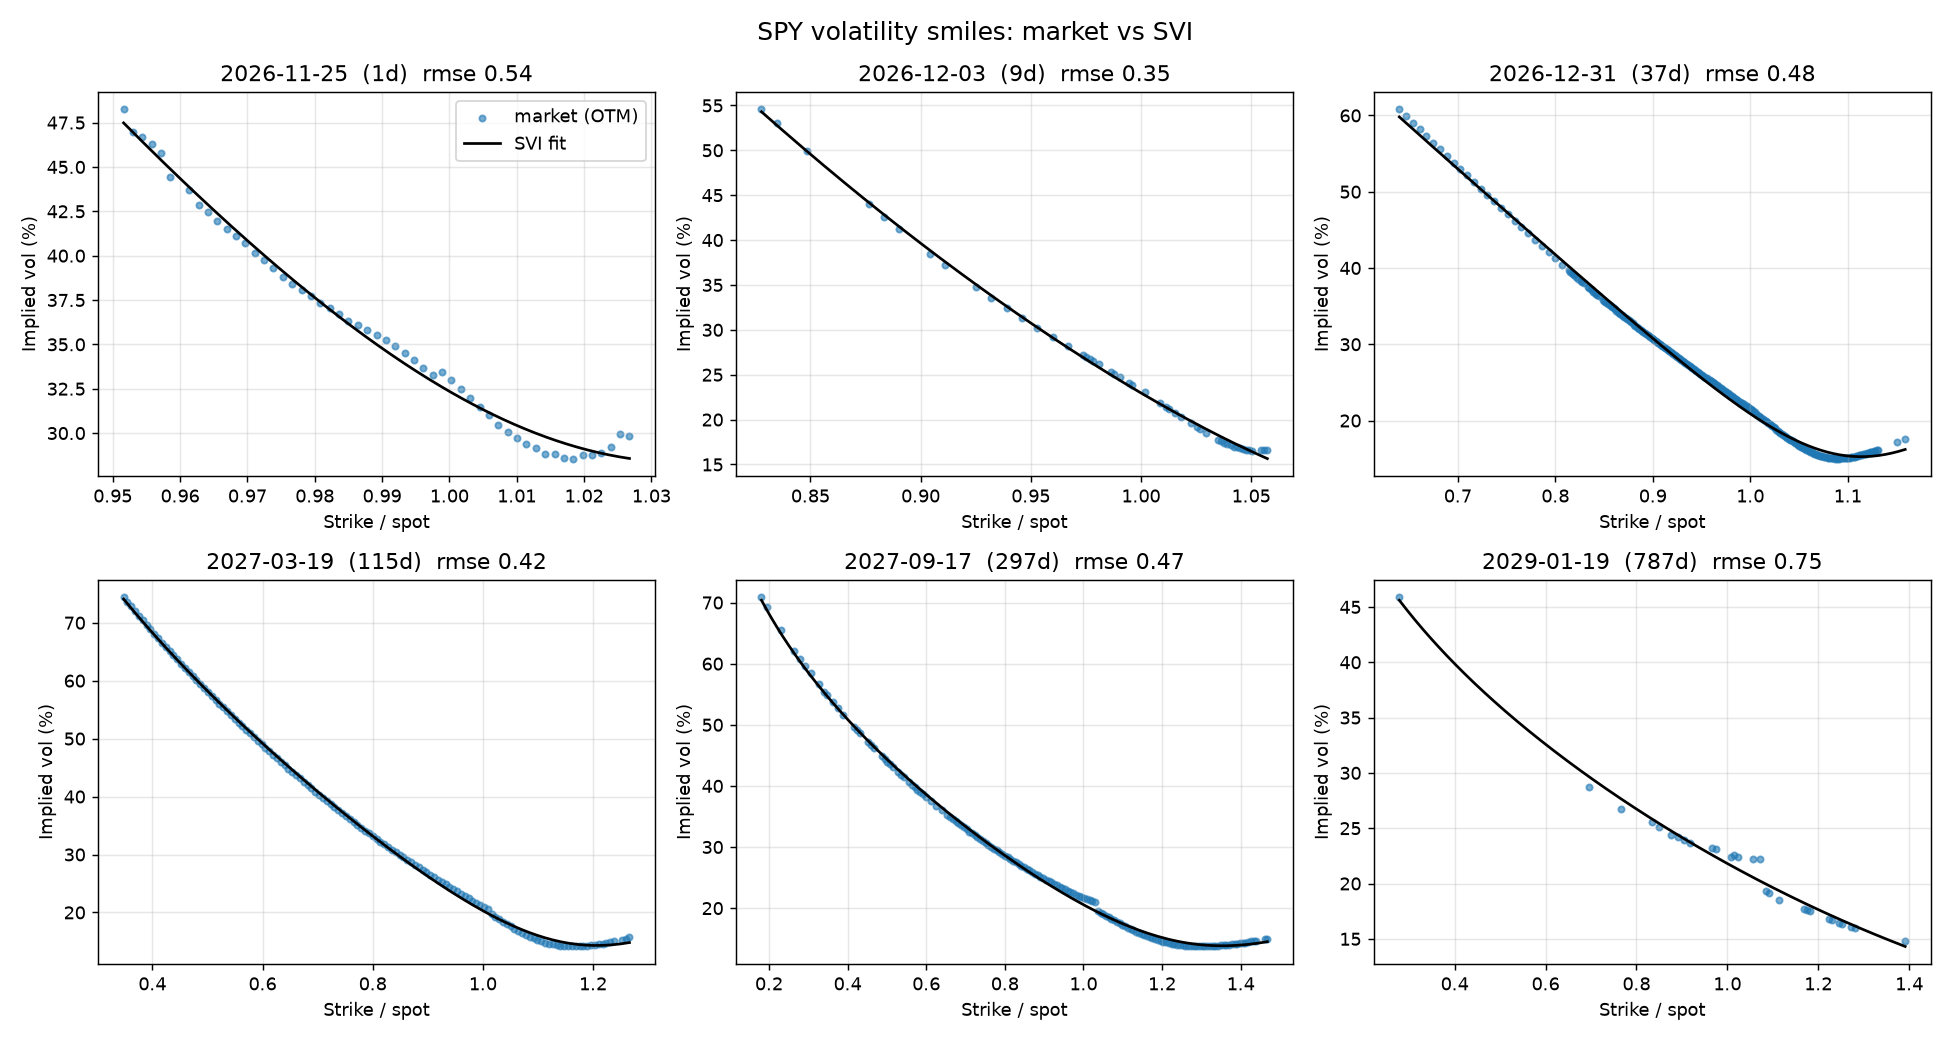 SPY volatility smiles: market vs SVI
2026-11-25  (1d)  rmse 0.54
market (OTM)
SVI fit
Implied vol (%)
47.5
45.0
42.5
40.0
37.5
35.0
32.5
30.0
0.95 0.96 0.97 0.98 0.99 1.00 1.01 1.02 1.03
Strike / spot
2026-12-03  (9d)  rmse 0.35
Implied vol (%)
55
50
45
40
35
30
25
20
15
0.85 0.90 0.95 1.00 1.05
Strike / spot
2026-12-31  (37d)  rmse 0.48
Implied vol (%)
60
50
40
30
20
0.7 0.8 0.9 1.0 1.1
Strike / spot
2027-03-19  (115d)  rmse 0.42
Implied vol (%)
70
60
50
40
30
20
0.4 0.6 0.8 1.0 1.2
Strike / spot
2027-09-17  (297d)  rmse 0.47
Implied vol (%)
70
60
50
40
30
20
0.2 0.4 0.6 0.8 1.0 1.2 1.4
Strike / spot
2029-01-19  (787d)  rmse 0.75
Implied vol (%)
45
40
35
30
25
20
15
0.4 0.6 0.8 1.0 1.2 1.4
Strike / spot